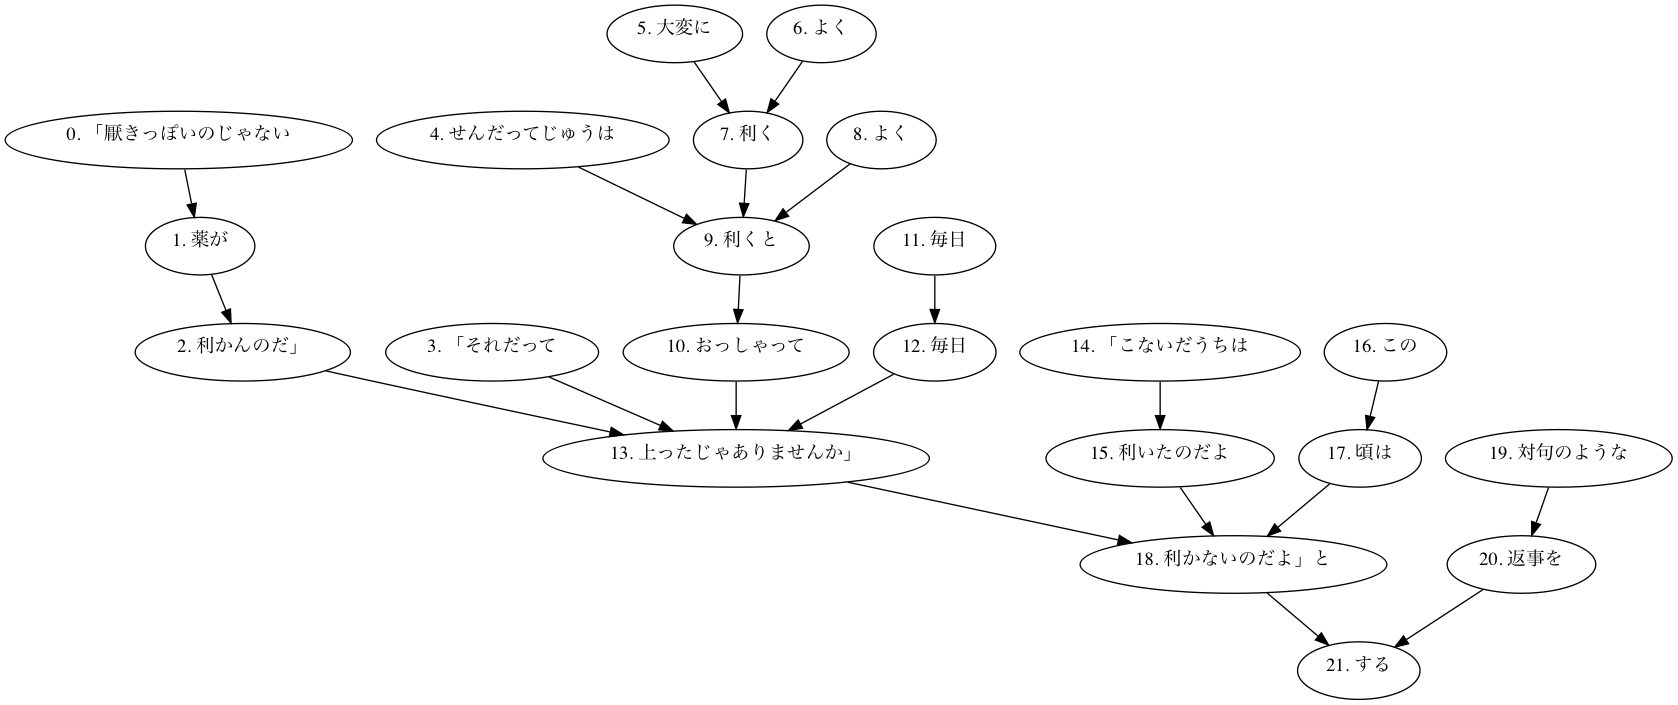 0. 「厭きっぽいのじゃない
1. 薬が
2. 利かんのだ」
3. 「それだって
4. せんだってじゅうは
5. 大変に
6. よく
7. 利く
8. よく
9. 利くと
10. おっしゃって
11. 毎日
12. 毎日
13. 上ったじゃありませんか」
14. 「こないだうちは
15. 利いたのだよ
16. この
17. 頃は
18. 利かないのだよ」と
19. 対句のような
20. 返事を
21. する